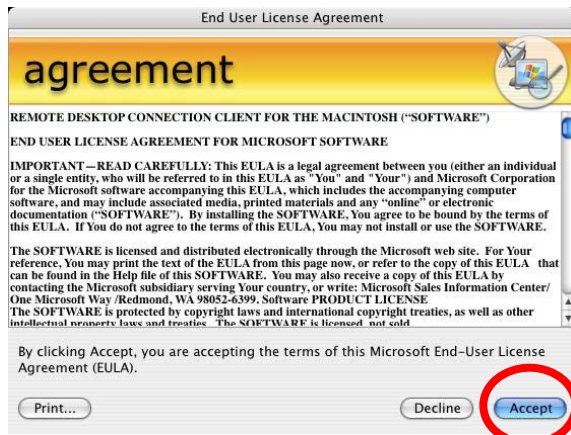 End User License Agreement
agreement
REMOTE DESKTOP CONNECTION CLIENT FOR THE MACINTOSH (“SOFTWARE”)
END USER LICENSE AGREEMENT FOR MICROSOFT SOFTWARE
IMPORTANT—READ CAREFULLY: This EULA is a legal agreement between you (either an individual
or a single entity, who will be referred to in this EULA as "You" and "Your") and Microsoft Corporation
for the Microsoft software accompanying this EULA, which includes the accompanying computer
software, and may include associated media, printed materials and any “online” or electronic
documentation (“SOFTWARE”). By installing the SOFTWARE, You agree to be bound by the terms of
this EULA. If You do not agree to the terms of this EULA, You may not install or use the SOFTWARE.
The SOFTWARE is licensed and distributed electronically through the Microsoft web site. For Your
reference, You may print the text of the EULA from this page now, or refer to the copy of this EULA that
can be found in the Help file of this SOFTWARE. You may also receive a copy of this EULA by
contacting the Microsoft subsidiary serving Your country, or write: Microsoft Sales Information Center/
One Microsoft Way /Redmond, WA 98052-6399. Software PRODUCT LICENSE
The SOFTWARE is protected by copyright laws and international copyright treaties, as well as other
intellectual property laws and treaties. The SOFTWARE is licensed, not sold.
By clicking Accept, you are accepting the terms of this Microsoft End-User License
Agreement (EULA).
Print...
Decline
Accept